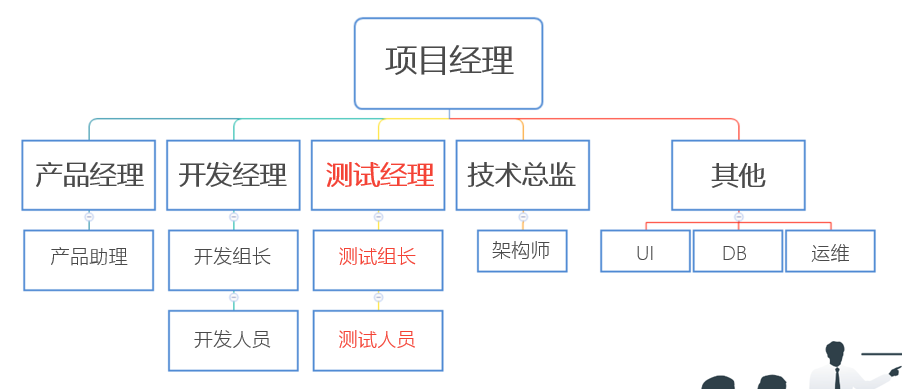 项目经理
产品经理
开发经理
测试经理
技术总监
其他
产品助理
开发组长
测试组长
架构师
UI
DB
运维
开发人员
测试人员